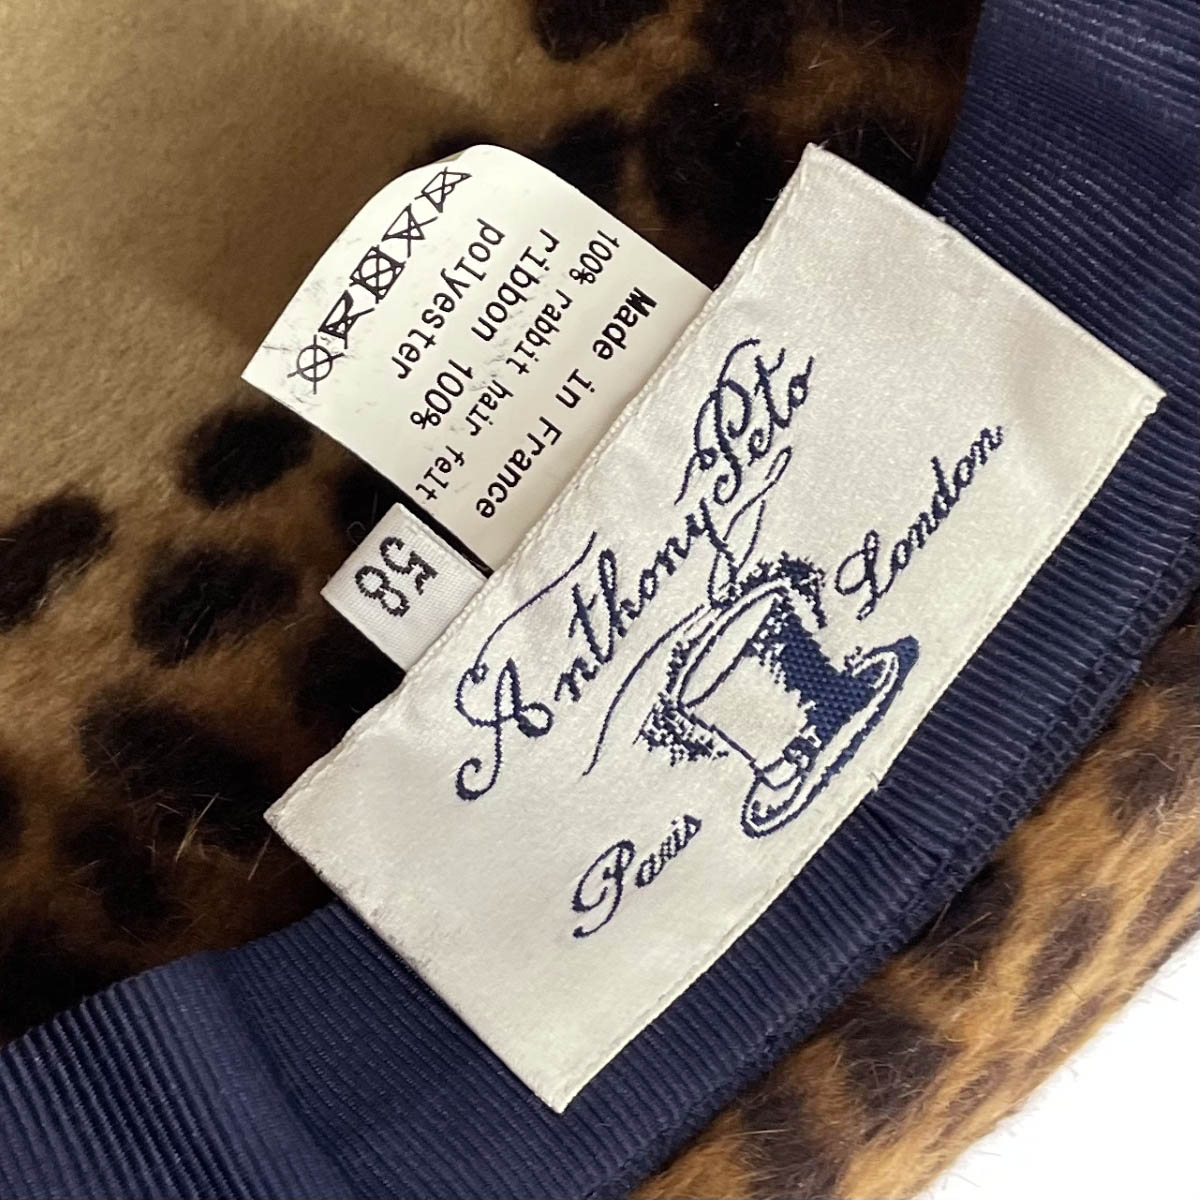 Anthony Peto
Paris
London
58
Made in France
100% rabbit hair felt
ribbon 100%
polyester